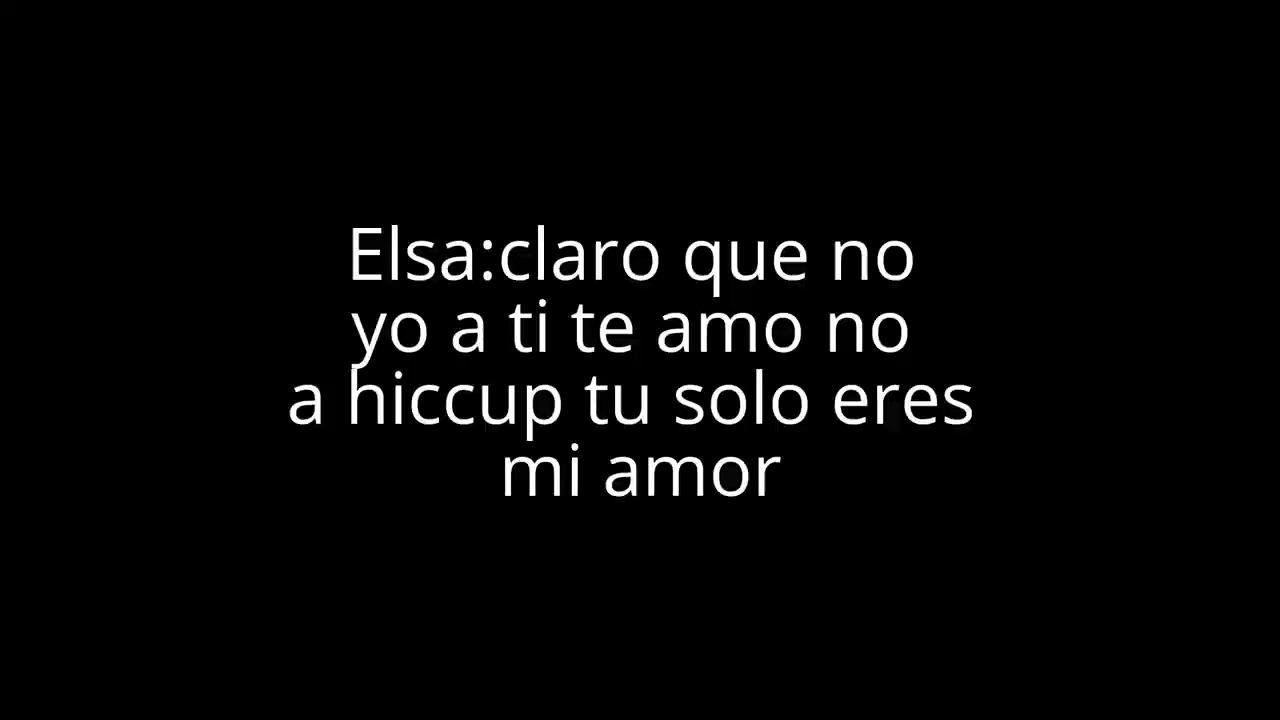 Elsa:claro que no
yo a ti te amo no
a hiccup tu solo eres
mi amor